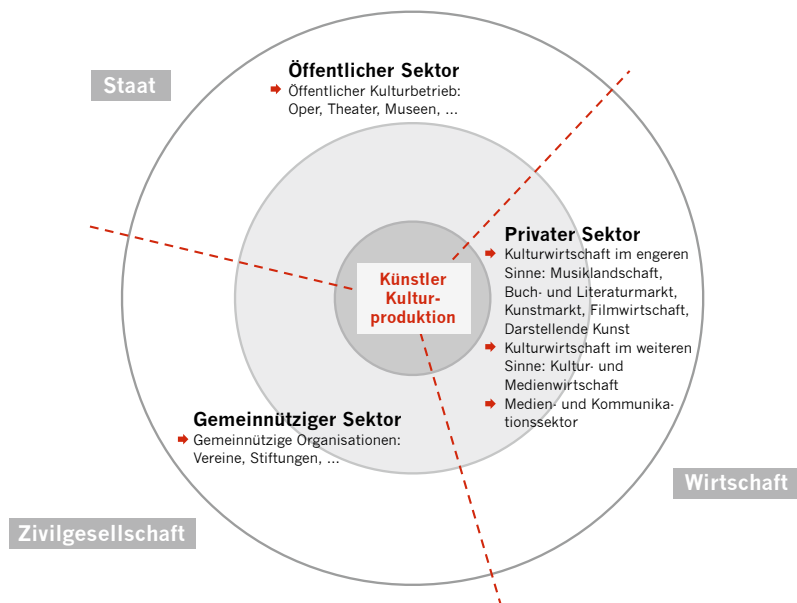 Staat
Öffentlicher Sektor
Öffentlicher Kulturbetrieb:
Oper, Theater, Museen, ...
Privater Sektor
Kulturwirtschaft im engeren
Sinne: Musiklandschaft,
Buch- und Literaturmarkt,
Kunstmarkt, Filmwirtschaft,
Darstellende Kunst
Kulturwirtschaft im weiteren
Sinne: Kultur- und
Medienwirtschaft
Medien- und Kommunika-
tionssektor
Künstler
Kultur-
produktion
Gemeinnütziger Sektor
Gemeinnützige Organisationen:
Vereine, Stiftungen, ...
Wirtschaft
Zivilgesellschaft